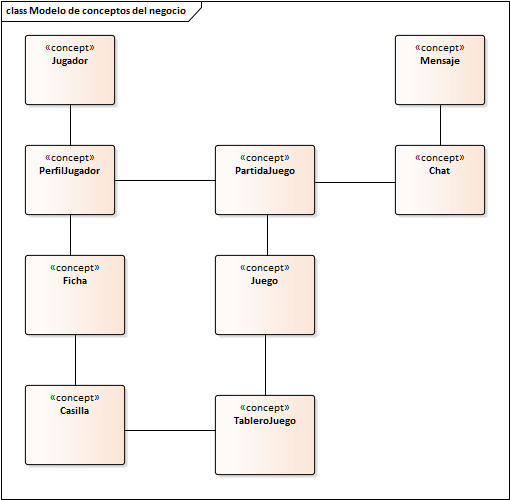 class Modelo de conceptos del negocio
«concept»
Jugador
«concept»
Mensaje
«concept»
PerfilJugador
«concept»
PartidaJuego
«concept»
Chat
«concept»
Ficha
«concept»
Juego
«concept»
Casilla
«concept»
TableroJuego